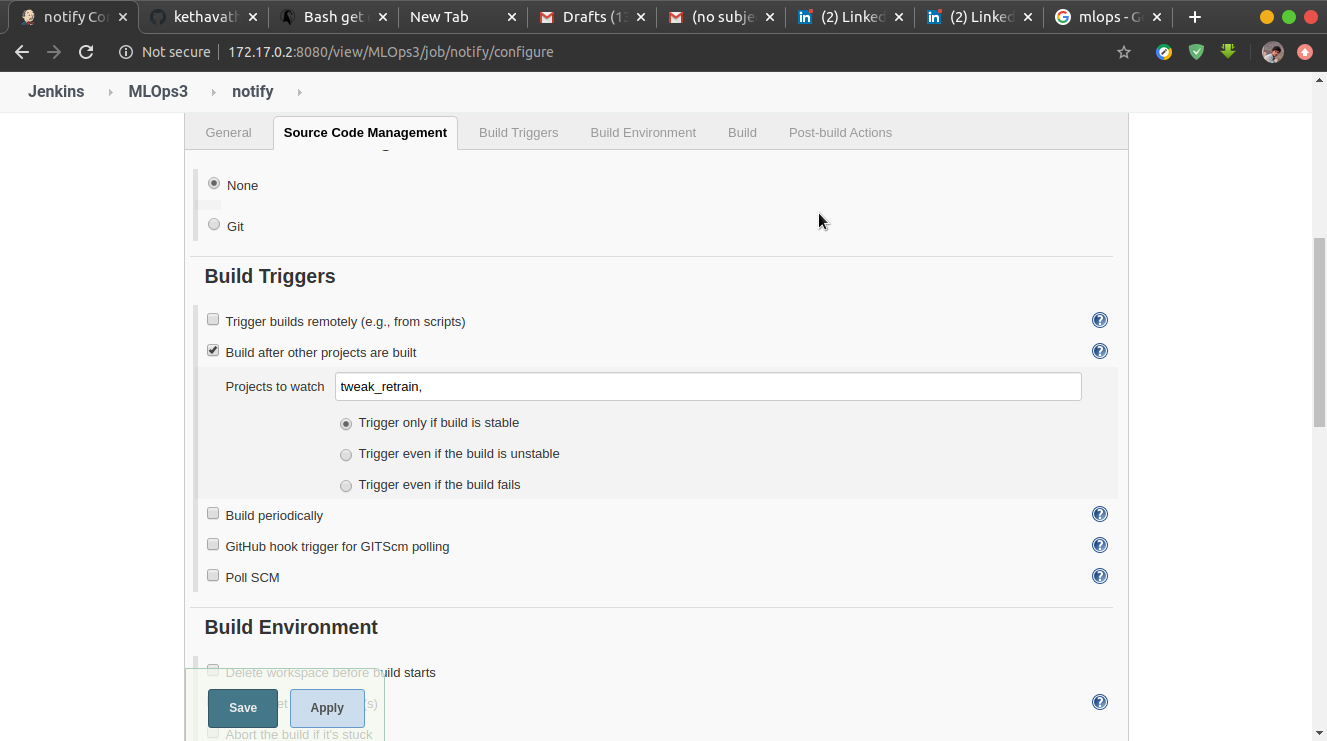 notify Co
kethavat
Bash get
New Tab
Drafts (1
(no subje
(2) Linked
(2) Linked
mlops - G
Not secure
172.17.0.2:8080/view/MLOps3/job/notify/configure
Jenkins MLOps3 notify
General Source Code Management Build Triggers Build Environment Build Post-build Actions
None
Git
Build Triggers
Trigger builds remotely (e.g., from scripts)
Build after other projects are built
Projects to watch tweak_retrain,
Trigger only if build is stable
Trigger even if the build is unstable
Trigger even if the build fails
Build periodically
GitHub hook trigger for GITScm polling
Poll SCM
Build Environment
Delete workspace before build starts
Save Apply
Abort the build if it's stuck